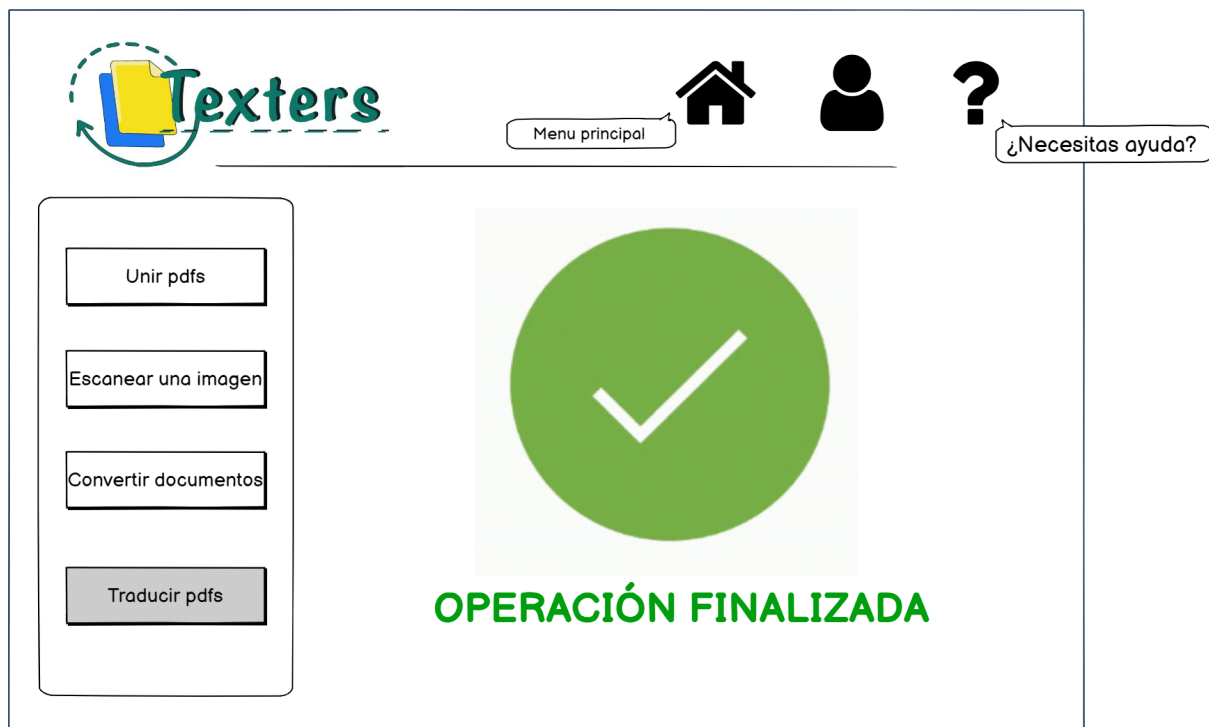 Texters
Menu principal
¿Necesitas ayuda?
Unir pdfs
Escanear una imagen
Convertir documentos
Traducir pdfs
OPERACIÓN FINALIZADA